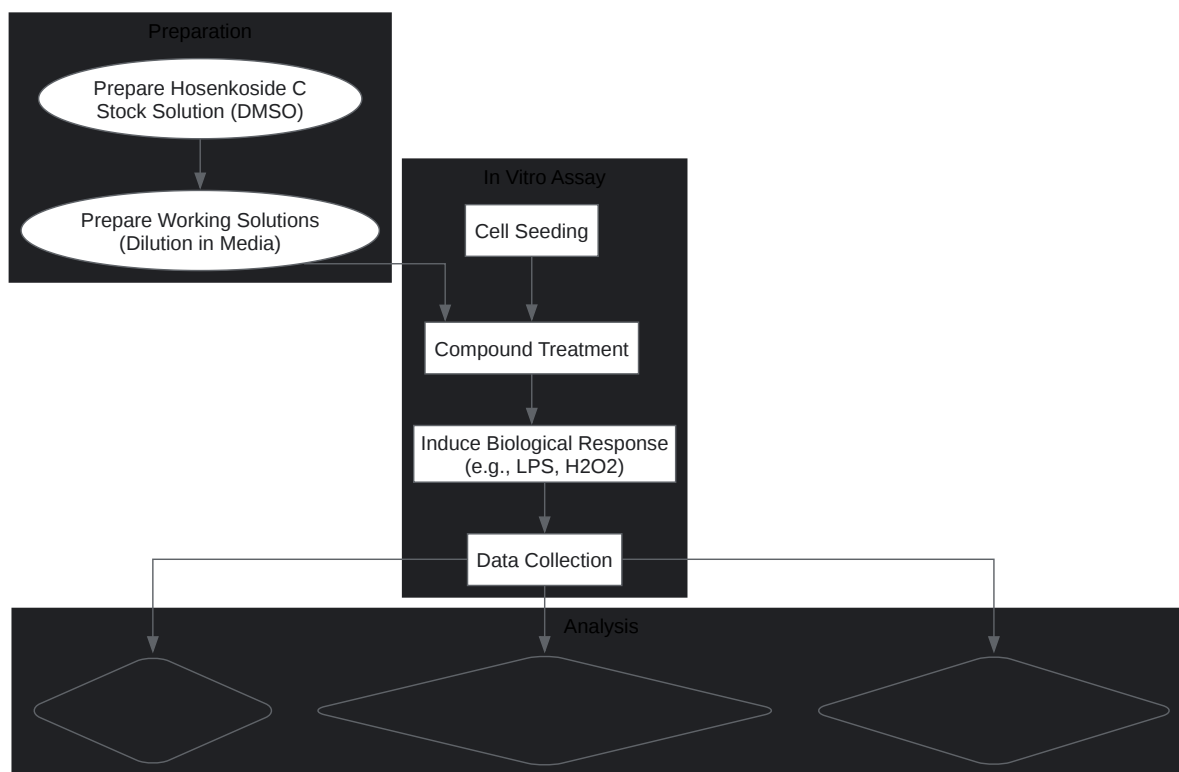 Preparation
Prepare Hosenkoside C
Stock Solution (DMSO)
Prepare Working Solutions
(Dilution in Media)
In Vitro Assay
Cell Seeding
Compound Treatment
Induce Biological Response
(e.g., LPS, H2O2)
Data Collection
Analysis